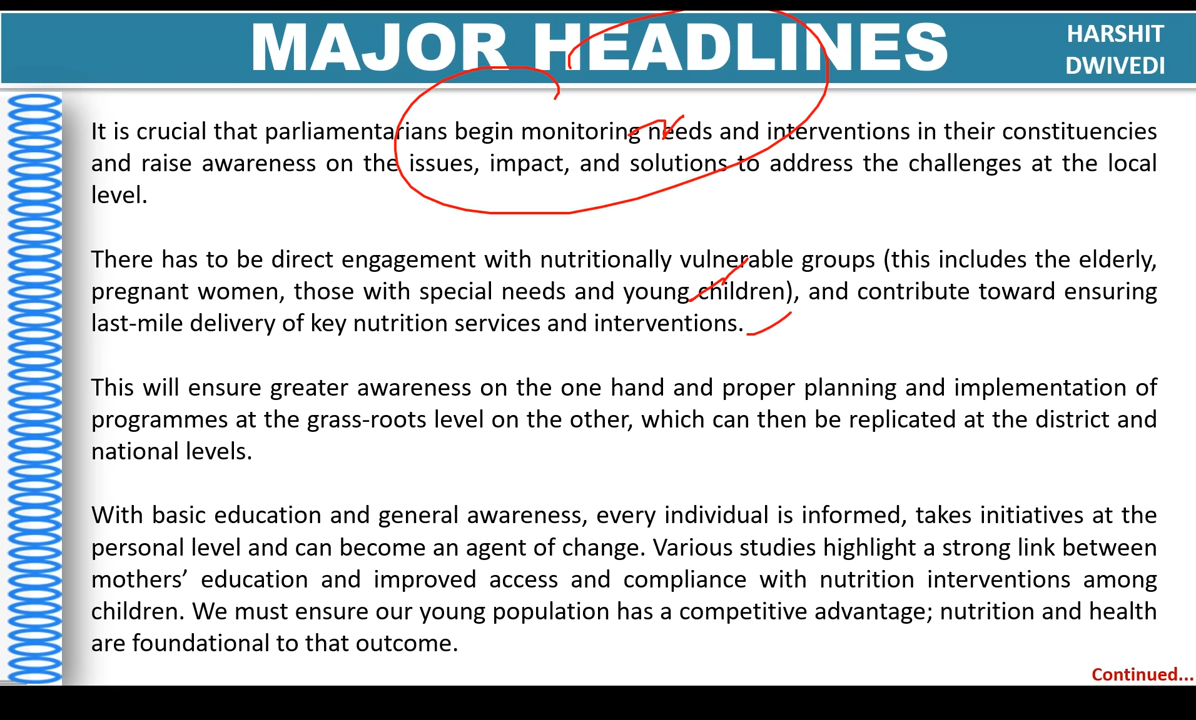 MAJOR HEADLINES
HARSHIT
DWIVEDI
It is crucial that parliamentarians begin monitoring needs and interventions in their constituencies
and raise awareness on the issues, impact, and solutions to address the challenges at the local
level.
There has to be direct engagement with nutritionally vulnerable groups (this includes the elderly,
pregnant women, those with special needs and young children), and contribute toward ensuring
last-mile delivery of key nutrition services and interventions.
This will ensure greater awareness on the one hand and proper planning and implementation of
programmes at the grass-roots level on the other, which can then be replicated at the district and
national levels.
With basic education and general awareness, every individual is informed, takes initiatives at the
personal level and can become an agent of change. Various studies highlight a strong link between
mothers’ education and improved access and compliance with nutrition interventions among
children. We must ensure our young population has a competitive advantage; nutrition and health
are foundational to that outcome.
Continued...